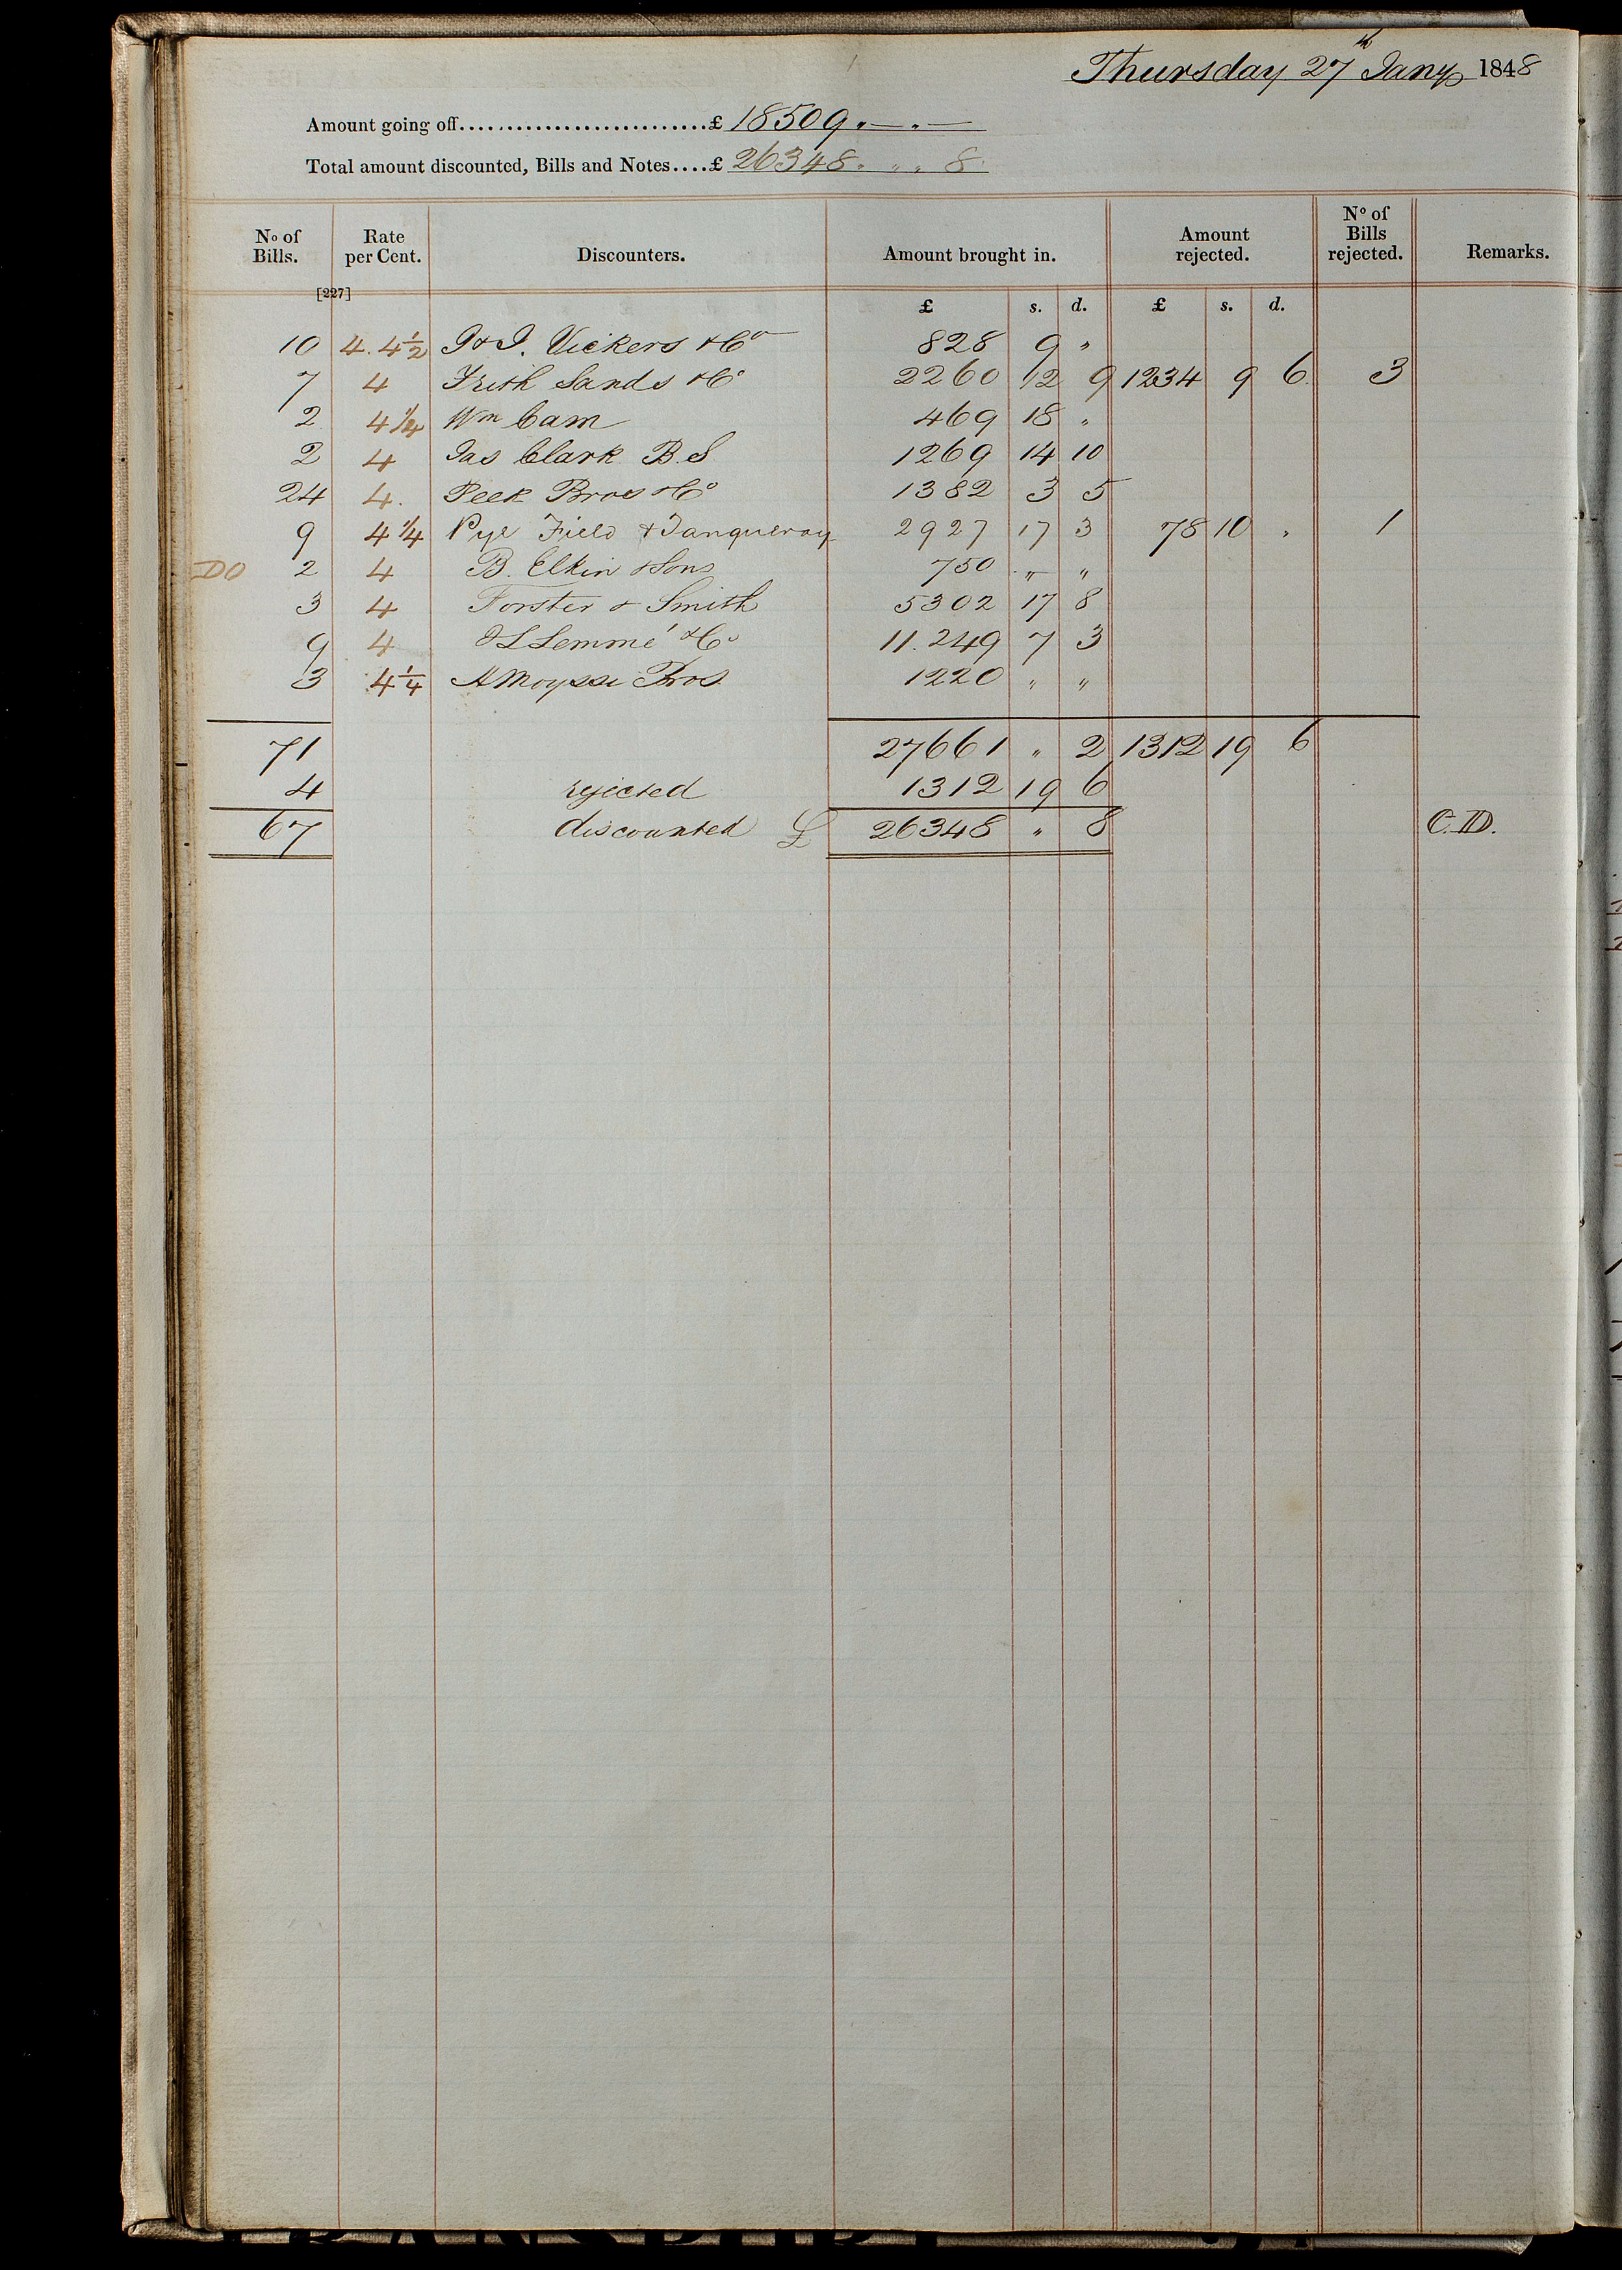 Thursday 27th Jany 1848
Amount going off..........................£ 18509 . — . —
Total amount discounted, Bills and Notes....£ 26348 . „ . 8
No of Bills. Rate per Cent. Discounters. Amount brought in. Amount rejected. No of Bills rejected. Remarks.
[227]
£ s. d. £ s. d.
10 4. 4½ J & J. Vickers & Co 828 9 „
7 4 Frith Sands & Co 2260 12 9 1234 9 6 3
2 4¼ Wm Cam 469 18 „
2 4 Jas Clark B.S 1269 14 10
24 4. Peek Bros & Co 1382 3 5
9 4¼ Pye Field & Tanqueray 2927 17 3 78 10 „ 1
DO 2 4 B. Elkin & Sons 750 „ „
3 4 Forster & Smith 5302 17 8
9 4 Lemmé & Co 11.249 7 3
3 4¼ Bros 1220 „ „
71 27661 „ 2 1312 19 6
4 rejected 1312 19 6
67 discounted £ 26348 „ 8 C.D.